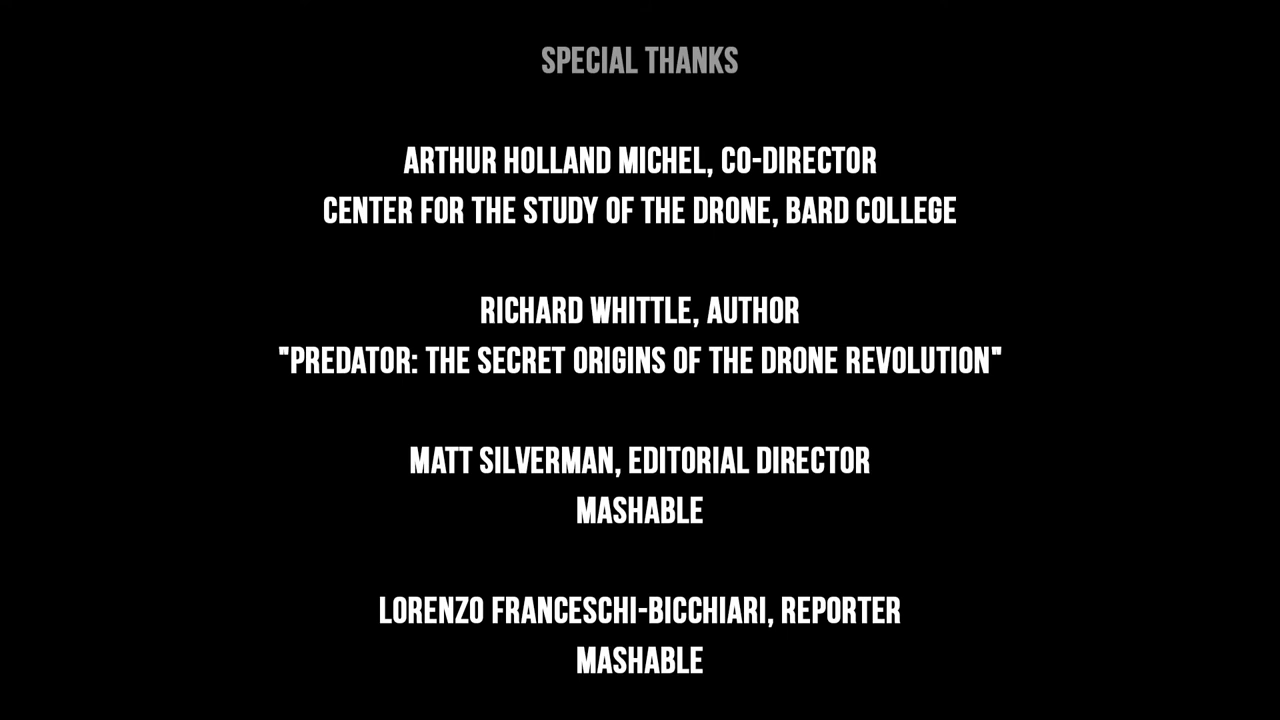 SPECIAL THANKS
ARTHUR HOLLAND MICHEL, CO-DIRECTOR
CENTER FOR THE STUDY OF THE DRONE, BARD COLLEGE
RICHARD WHITTLE, AUTHOR
"PREDATOR: THE SECRET ORIGINS OF THE DRONE REVOLUTION"
MATT SILVERMAN, EDITORIAL DIRECTOR
MASHABLE
LORENZO FRANCESCHI-BICCHIARI, REPORTER
MASHABLE